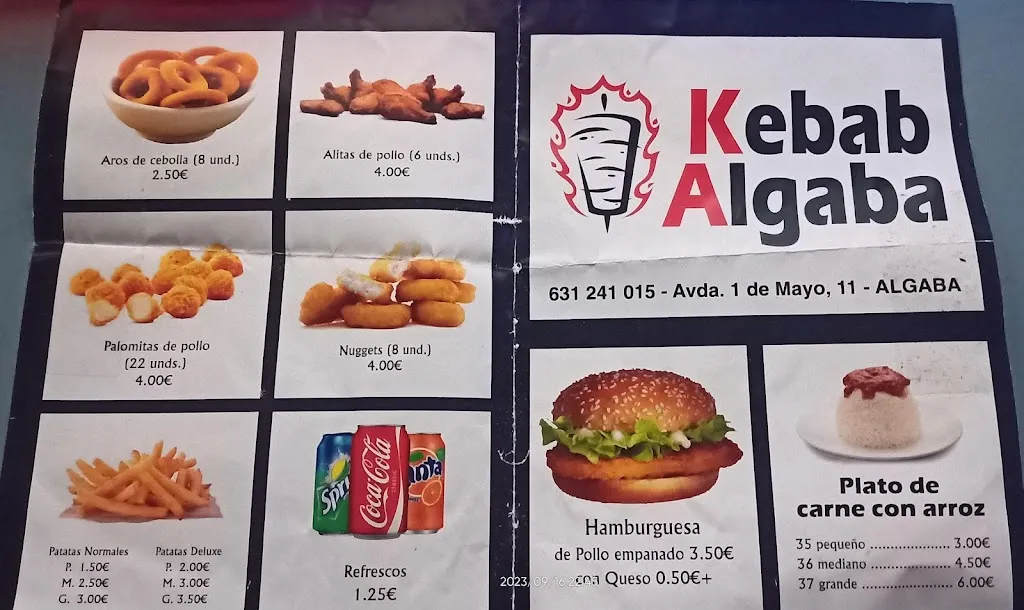 Aros de cebolla (8 und.)
2.50€
Alitas de pollo (6 unds.)
4.00€
Palomitas de pollo
(22 unds.)
4.00€
Nuggets (8 und.)
4.00€
Patatas Normales
P. 1.50€
M. 2.50€
G. 3.00€
Patatas Deluxe
P. 2.00€
M. 3.00€
G. 3.50€
Coca-Cola
Refrescos
1.25€
Kebab
Algaba
631 241 015 - Avda. 1 de Mayo, 11 - ALGABA
Hamburguesa
de Pollo empanado 3.50€
con Queso 0.50€+
Plato de
carne con arroz
35 pequeño ..................... 3.00€
36 mediano ..................... 4.50€
37 grande ........................ 6.00€